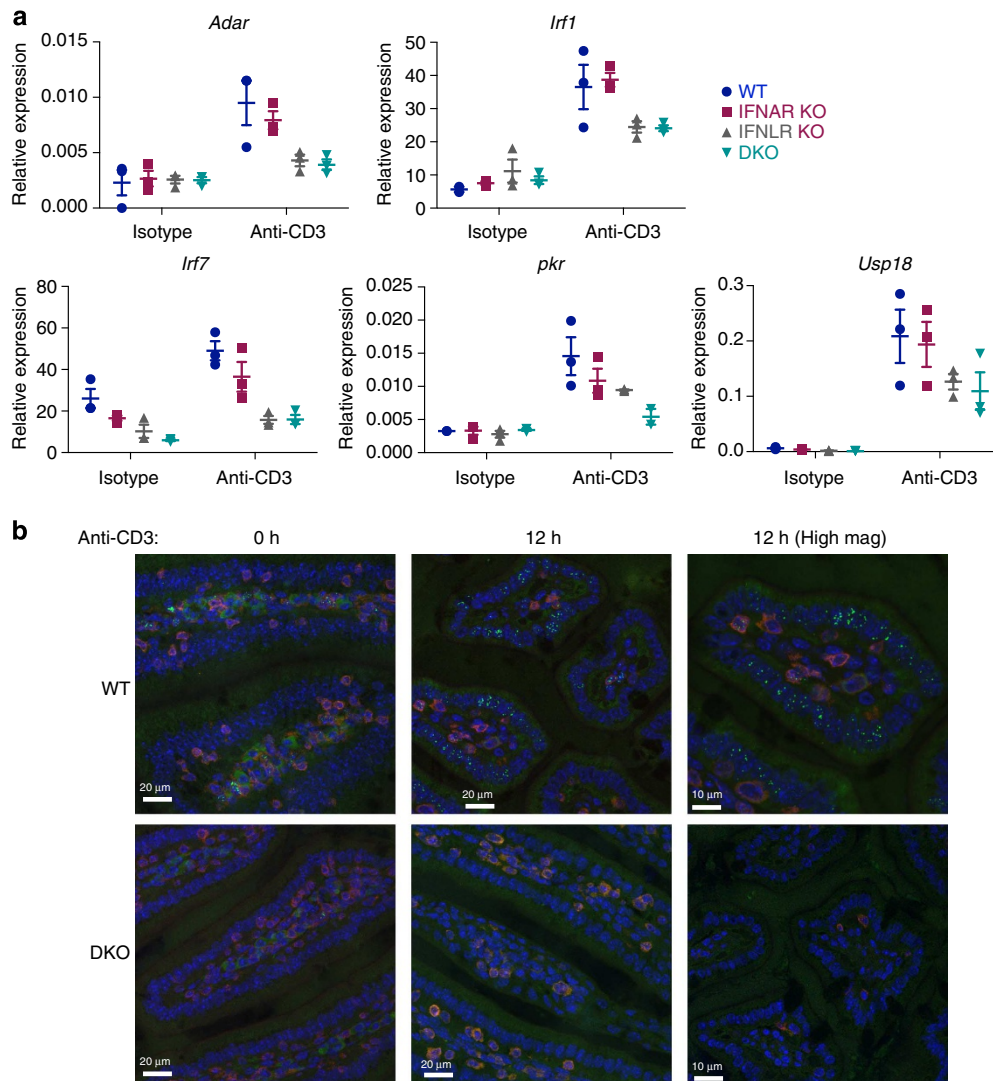 a
Adar
Relative expression
0.015
0.010
0.005
0.000
Isotype
Anti-CD3
Irf1
Relative expression
50
40
30
20
10
0
Isotype
Anti-CD3
WT
IFNAR KO
IFNLR KO
DKO
Irf7
Relative expression
80
60
40
20
0
Isotype
Anti-CD3
pkr
Relative expression
0.025
0.020
0.015
0.010
0.005
0.000
Isotype
Anti-CD3
Usp18
Relative expression
0.3
0.2
0.1
0.0
Isotype
Anti-CD3
b
Anti-CD3:
0 h
12 h
12 h (High mag)
WT
20 μm
20 μm
10 μm
DKO
20 μm
20 μm
10 μm